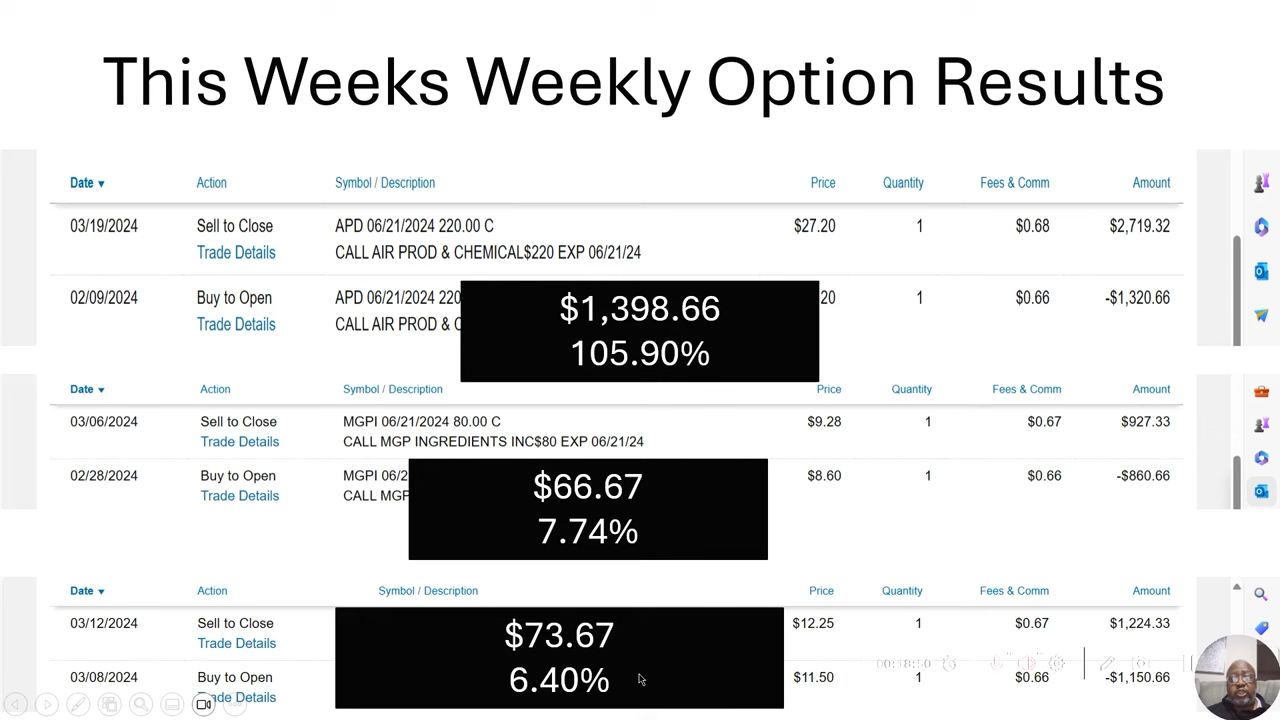 This Weeks Weekly Option Results
Date ▼ Action Symbol / Description Price Quantity Fees & Comm Amount
03/19/2024 Sell to Close APD 06/21/2024 220.00 C $27.20 1 $0.68 $2,719.32
Trade Details CALL AIR PROD & CHEMICAL$220 EXP 06/21/24
02/09/2024 Buy to Open APD 06/21/2024 220 20 1 $0.66 -$1,320.66
Trade Details CALL AIR PROD & C
$1,398.66
105.90%
Date ▼ Action Symbol / Description Price Quantity Fees & Comm Amount
03/06/2024 Sell to Close MGPI 06/21/2024 80.00 C $9.28 1 $0.67 $927.33
Trade Details CALL MGP INGREDIENTS INC$80 EXP 06/21/24
02/28/2024 Buy to Open MGPI 06/2 $8.60 1 $0.66 -$860.66
Trade Details CALL MGP
$66.67
7.74%
Date ▼ Action Symbol / Description Price Quantity Fees & Comm Amount
03/12/2024 Sell to Close $12.25 1 $0.67 $1,224.33
Trade Details
$73.67
6.40%
00:18:50
03/08/2024 Buy to Open $11.50 1 $0.66 -$1,150.66
Trade Details